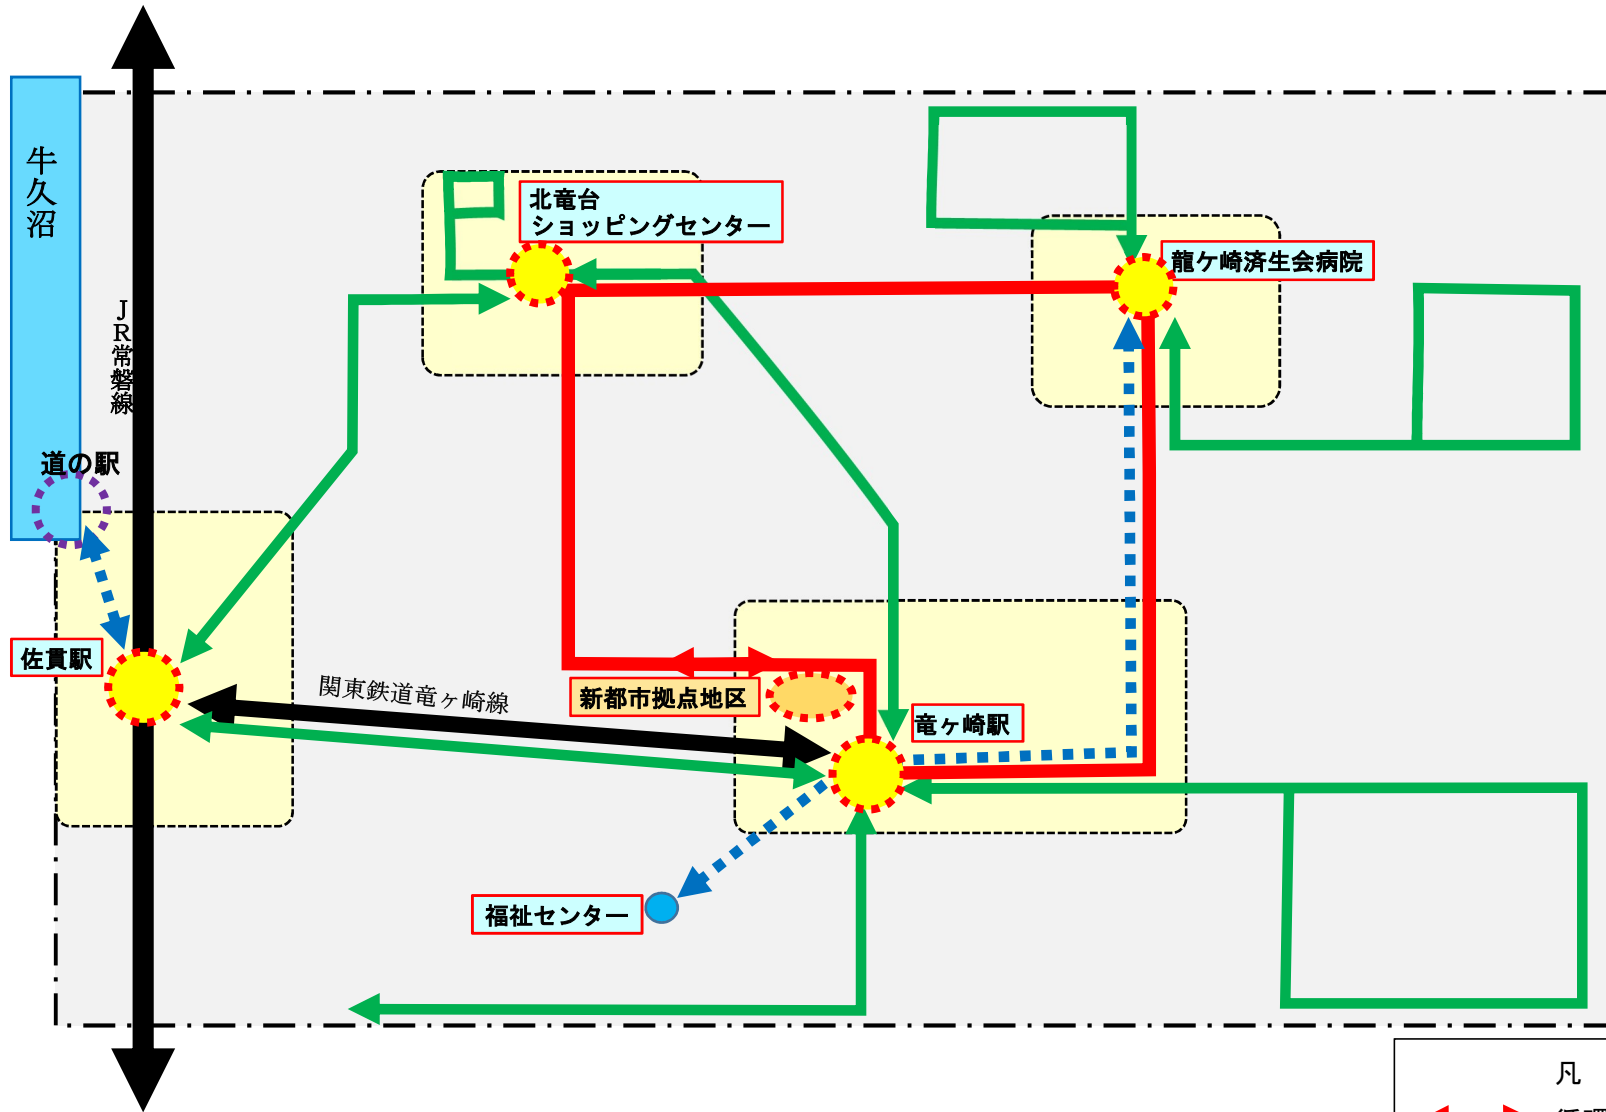 牛久沼
北竜台
ショッピングセンター
龍ケ崎済生会病院
JR常磐線
道の駅
佐貫駅
関東鉄道竜ヶ崎線
新都市拠点地区
竜ヶ崎駅
福祉センター
凡